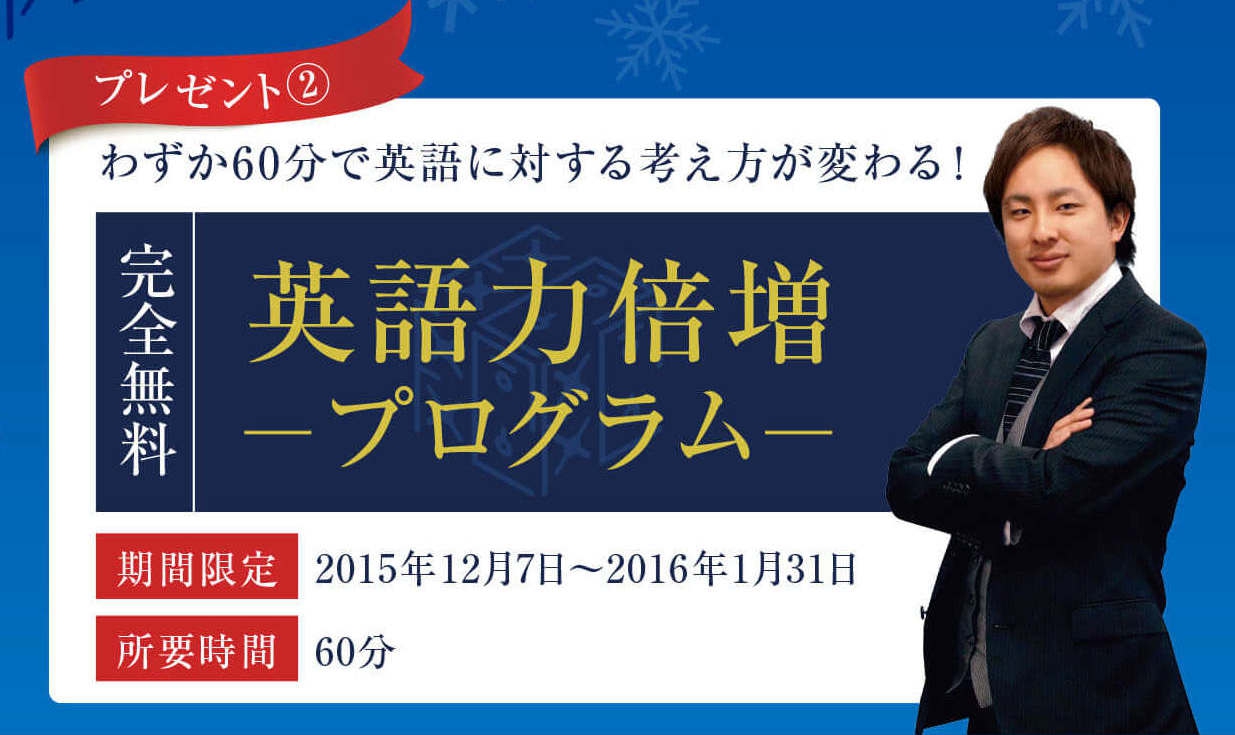 プレゼント②
わずか60分で英語に対する考え方が変わる！
完全無料
英語力倍増
―プログラム―
期間限定
2015年12月7日～2016年1月31日
所要時間
60分